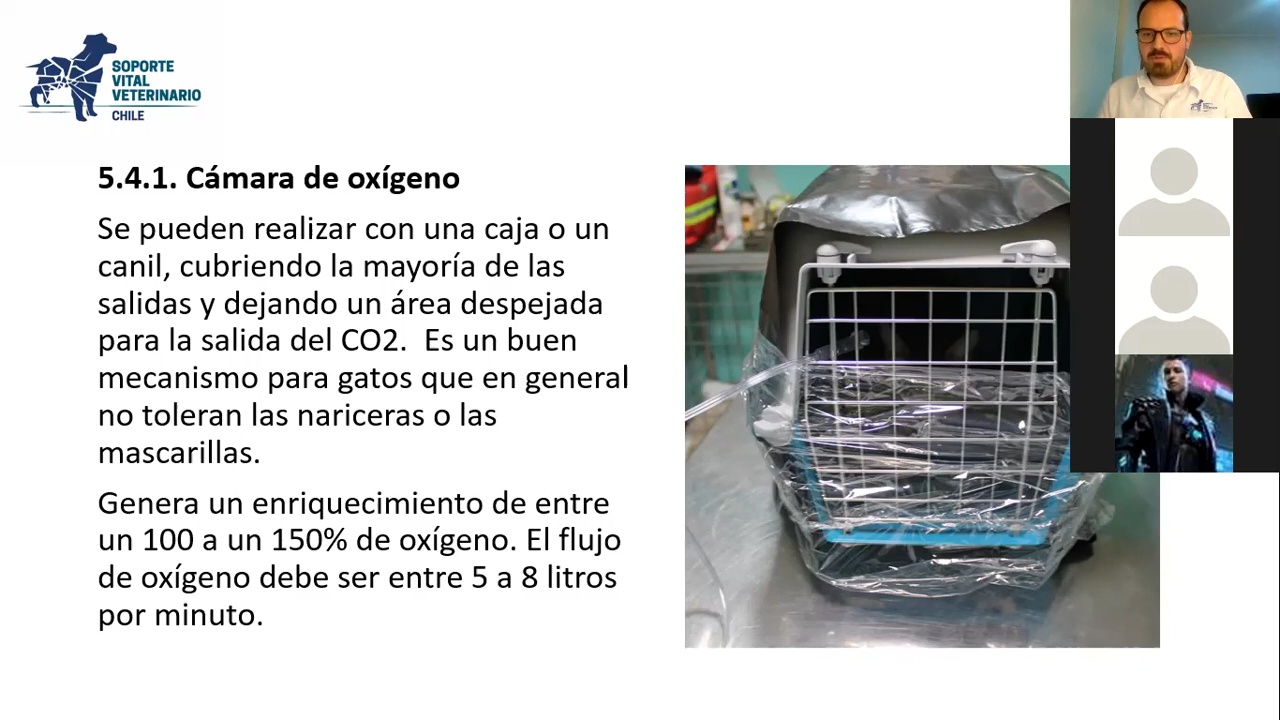 SOPORTE
VITAL
VETERINARIO
CHILE
5.4.1. Cámara de oxígeno
Se pueden realizar con una caja o un
canil, cubriendo la mayoría de las
salidas y dejando un área despejada
para la salida del CO2.  Es un buen
mecanismo para gatos que en general
no toleran las nariceras o las
mascarillas.
Genera un enriquecimiento de entre
un 100 a un 150% de oxígeno. El flujo
de oxígeno debe ser entre 5 a 8 litros
por minuto.